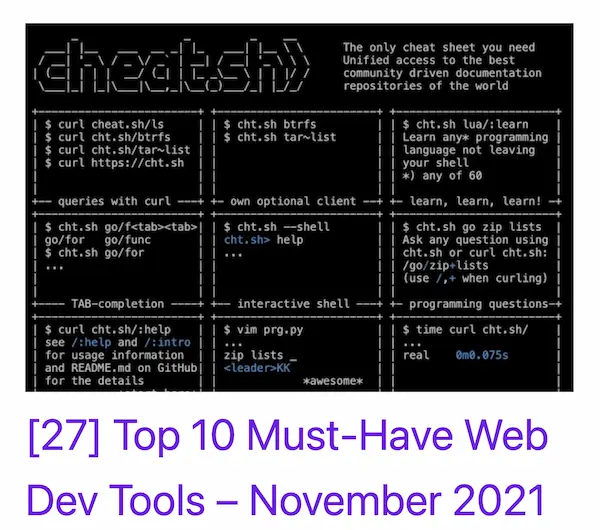 cheat.sh
The only cheat sheet you need
Unified access to the best
community driven documentation
repositories of the world
+--------------------+ +--------------------+ +--------------------+
| $ curl cheat.sh/ls | | $ cht.sh btrfs | | $ cht.sh lua/:learn |
| $ curl cht.sh/btrfs | | $ cht.sh tar~list | | Learn any* programming |
| $ curl cht.sh/tar~list | | | | language not leaving |
| $ curl https://cht.sh | | | | your shell |
| | | | | *) any of 60 |
+-- queries with curl ---+ +-- own optional client --+ +-- learn, learn, learn! -+
| $ cht.sh go/f<tab><tab>| | $ cht.sh --shell | | $ cht.sh go zip lists |
| go/for go/func | | cht.sh> help | | Ask any question using |
| $ cht.sh go/for | | ... | | cht.sh or curl cht.sh: |
| ... | | | | /go/zip+lists |
| | | | | (use /,+ when curling) |
+---- TAB-completion ----+ +-- interactive shell ---+ +- programming questions-+
| $ curl cht.sh/:help | | $ vim prg.py | | $ time curl cht.sh/ |
| see /:help and /:intro | | ... | | ... |
| for usage information | | zip lists _ | | real 0m0.075s |
| and README.md on GitHub| | <leader>KK | | |
| for the details | | *awesome* | | |
[27] Top 10 Must-Have Web
Dev Tools – November 2021